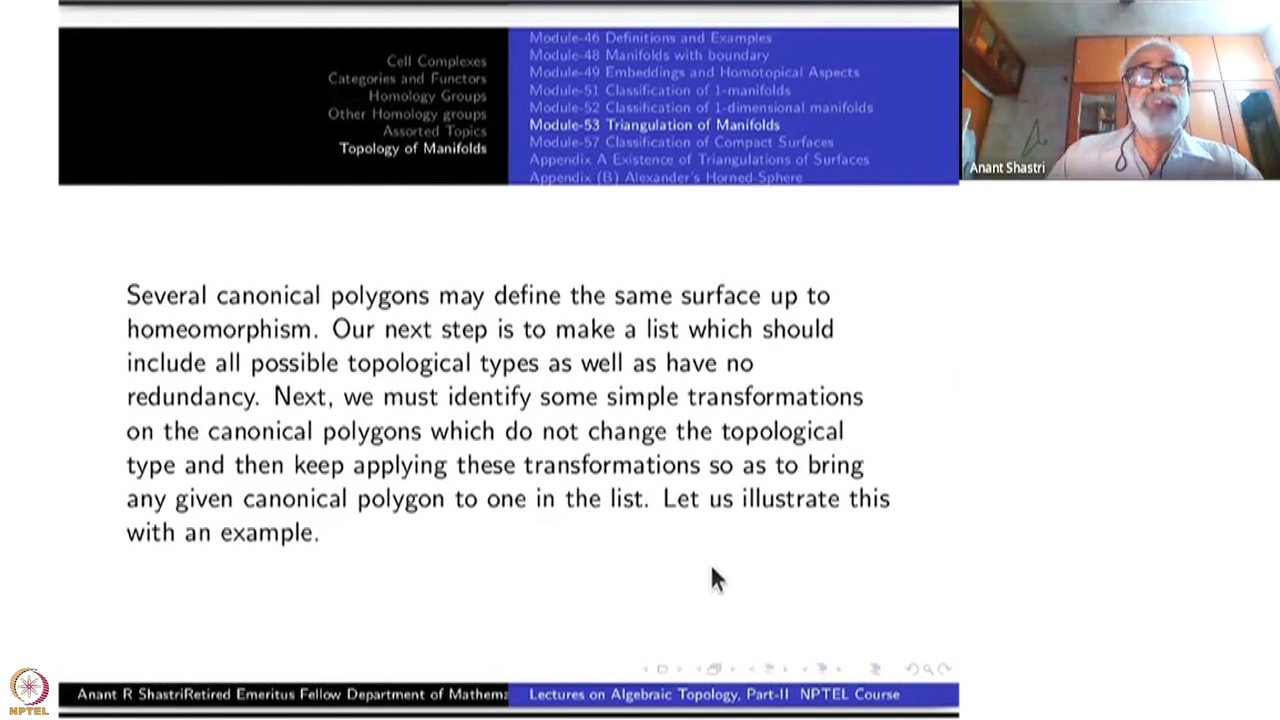 Cell Complexes
Categories and Functors
Homology Groups
Other Homology groups
Assorted Topics
Topology of Manifolds
Module-46 Definitions and Examples
Module-48 Manifolds with boundary
Module-49 Embeddings and Homotopical Aspects
Module-51 Classification of 1-manifolds
Module-52 Classification of 1-dimensional manifolds
Module-53 Triangulation of Manifolds
Module-57 Classification of Compact Surfaces
Appendix A Existence of Triangulations of Surfaces
Appendix (B) Alexander's Horned Sphere
Anant Shastri
Several canonical polygons may define the same surface up to
homeomorphism. Our next step is to make a list which should
include all possible topological types as well as have no
redundancy. Next, we must identify some simple transformations
on the canonical polygons which do not change the topological
type and then keep applying these transformations so as to bring
any given canonical polygon to one in the list. Let us illustrate this
with an example.
NPTEL
Anant R ShastriRetired Emeritus Fellow Department of Mathema
Lectures on Algebraic Topology, Part-II NPTEL Course